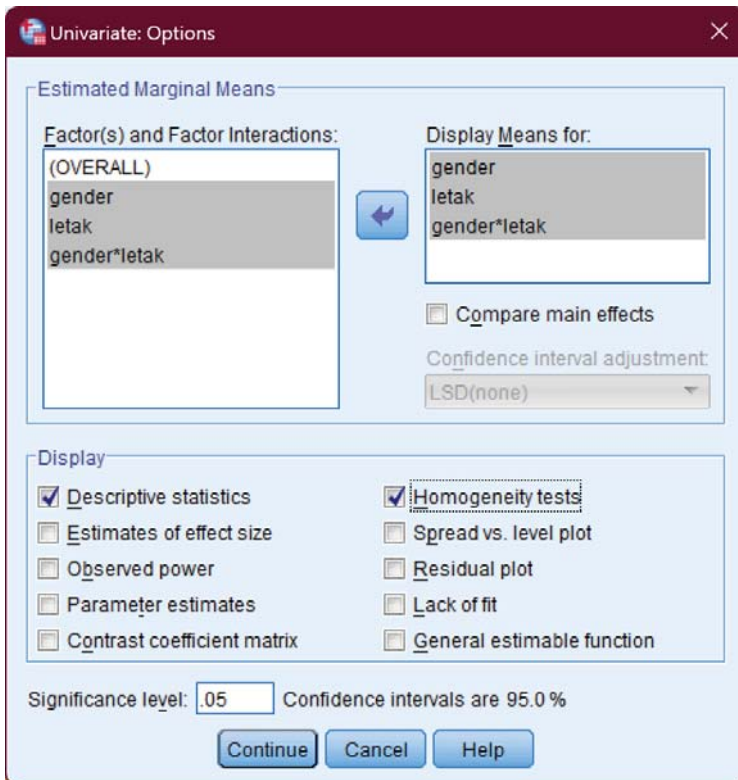 Univariate: Options
Estimated Marginal Means
Factor(s) and Factor Interactions:
(OVERALL)
gender
letak
gender*letak
Display Means for:
gender
letak
gender*letak
Compare main effects
Confidence interval adjustment:
LSD(none)
Display
Descriptive statistics
Estimates of effect size
Observed power
Parameter estimates
Contrast coefficient matrix
Homogeneity tests
Spread vs. level plot
Residual plot
Lack of fit
General estimable function
Significance level: .05 Confidence intervals are 95.0 %
Continue Cancel Help